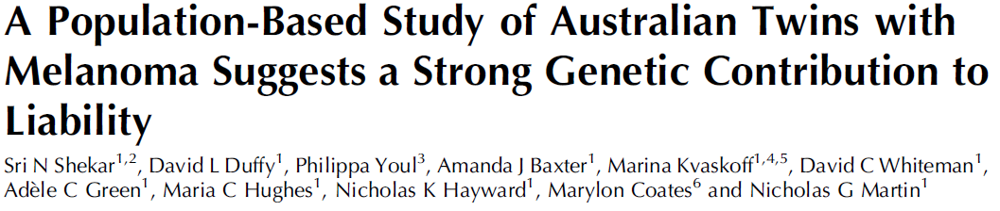 A Population-Based Study of Australian Twins with
Melanoma Suggests a Strong Genetic Contribution to
Liability
Sri N Shekar1,2, David L Duffy1, Philippa Youl3, Amanda J Baxter1, Marina Kvaskoff1,4,5, David C Whiteman1,
Adèle C Green1, Maria C Hughes1, Nicholas K Hayward1, Marylon Coates6 and Nicholas G Martin1